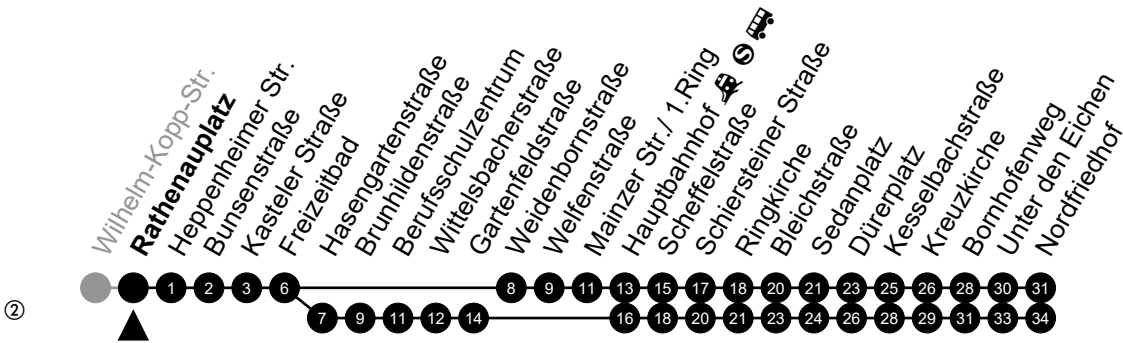 Wilhelm-Kopp-Str.
Rathenauplatz
Heppenheimer Str.
Bunsenstraße
Kasteler Straße
Freizeitbad
Hasengartenstraße
Brunhildenstraße
Berufsschulzentrum
Wittelsbacherstraße
Gartenfeldstraße
Weidenbornstraße
Welfenstraße
Mainzer Str./ 1.Ring
Hauptbahnhof S
Scheffelstraße
Schiersteiner Straße
Ringkirche
Bleichstraße
Sedanplatz
Dürerplatz
Kesselbachstraße
Kreuzkirche
Bornhofenweg
Unter den Eichen
Nordfriedhof
1 2 3 6 8 9 11 13 15 17 18 20 21 23 25 26 28 30 31
② 7 9 11 12 14 16 18 20 21 23 24 26 28 29 31 33 34